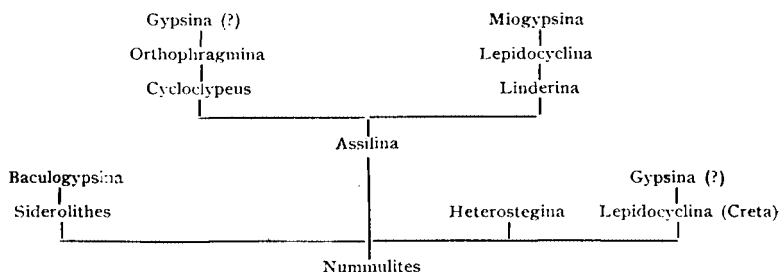 Gypsina (?) Miogypsina
Orthophragmina Lepidocyclina
Cycloclypeus Linderina
Assilina
Baculogypsina Gypsina (?)
Siderolithes Heterostegina Lepidocyclina (Creta)
Nummulites